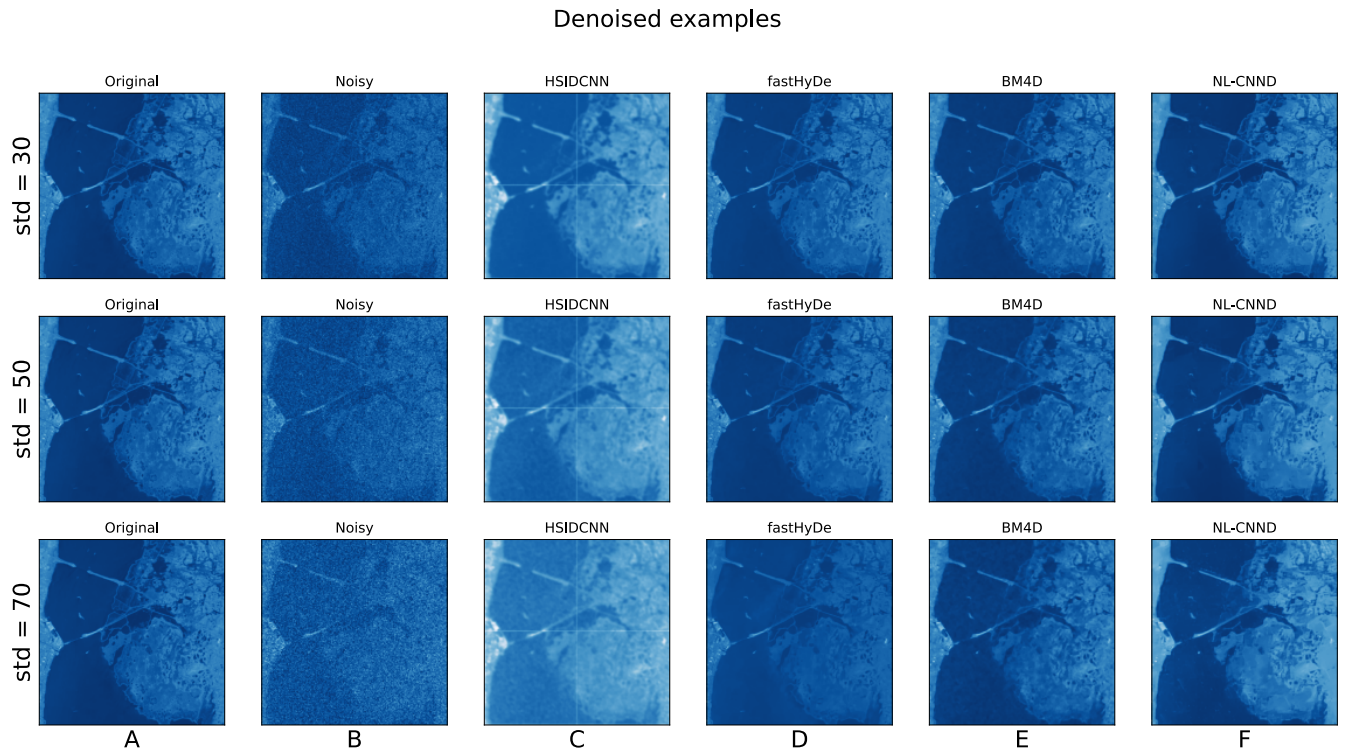 Denoised examples
Original Noisy HSIDCNN fastHyDe BM4D NL-CNND
std = 30
Original Noisy HSIDCNN fastHyDe BM4D NL-CNND
std = 50
Original Noisy HSIDCNN fastHyDe BM4D NL-CNND
std = 70
A B C D E F